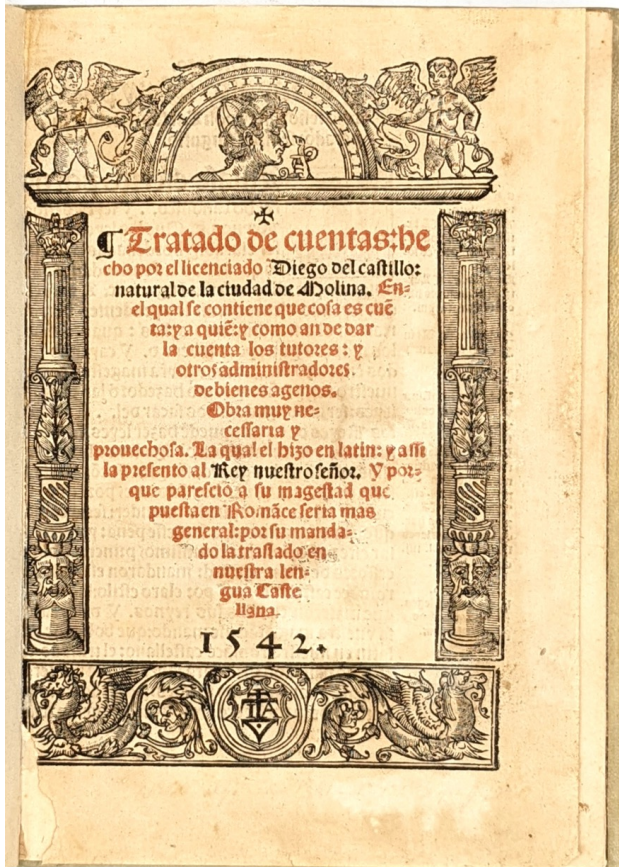 ✠
¶ Tratado de cuentas:he
cho por el licenciado Diego del castillo:
natural de la ciudad de Molina. En-
el qual se contiene que cosa es cuē
ta:y a quiē:y como an de dar
la cuenta los tutores: y
otros administradores
de bienes agenos.
Obra muy ne-
cessaria y
prouechosa. La qual el hizo en latin: y assi
la presento al Rey nuestro señor. Y por-
que parescio a su magestad que
puesta en Romāce seria mas
general:por su manda-
do la traslado en
nuestra len-
gua Caste
llana.
1542.